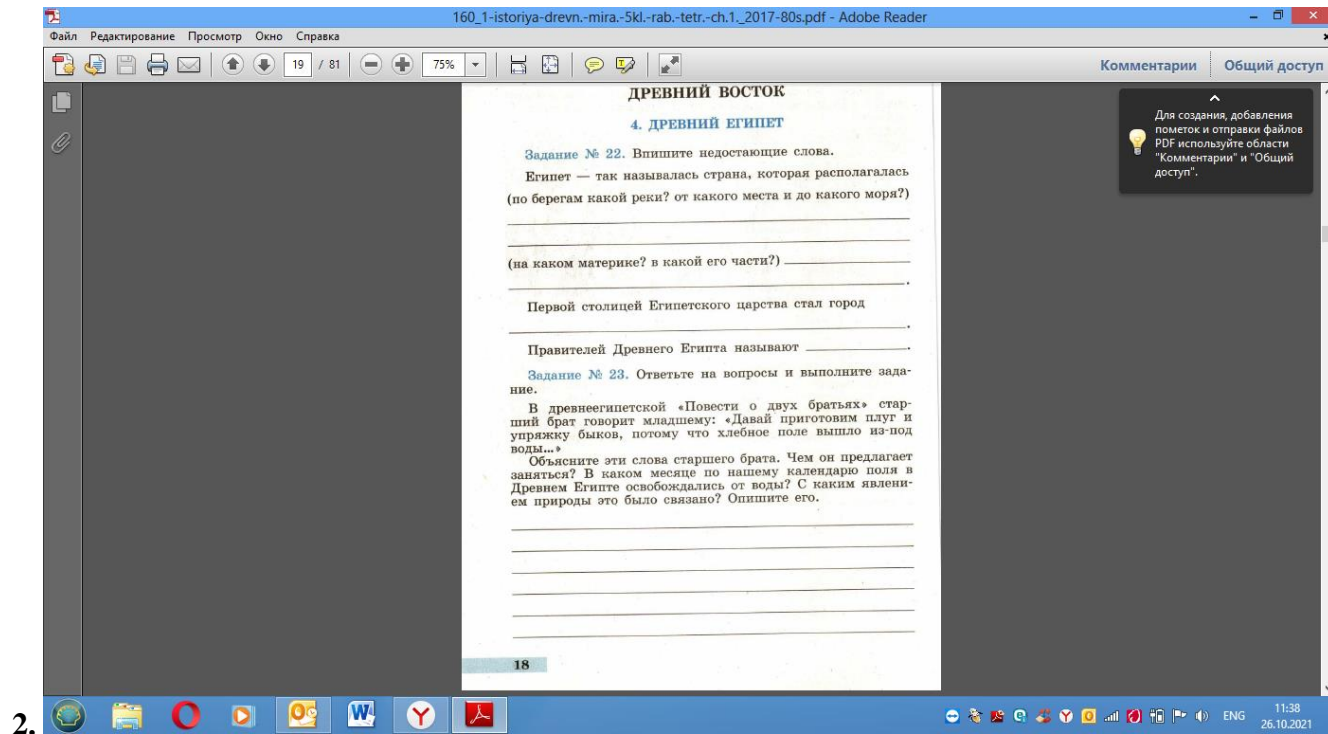 160_1-istoriya-drevn.-mira.-5kl.-rab.-tetr.-ch.1._2017-80s.pdf - Adobe Reader
Файл Редактирование Просмотр Окно Справка
19 / 81 75% Комментарии Общий доступ
Для создания, добавления
пометок и отправки файлов
PDF используйте области
"Комментарии" и "Общий
доступ".
ДРЕВНИЙ ВОСТОК
4. ДРЕВНИЙ ЕГИПЕТ
Задание № 22. Впишите недостающие слова.
Египет — так называлась страна, которая располагалась
(по берегам какой реки? от какого места и до какого моря?)
(на каком материке? в какой его части?)
.
Первой столицей Египетского царства стал город
.
Правителей Древнего Египта называют .
Задание № 23. Ответьте на вопросы и выполните зада-
ние.
В древнеегипетской «Повести о двух братьях» стар-
ший брат говорит младшему: «Давай приготовим плуг и
упряжку быков, потому что хлебное поле вышло из-под
воды...»
Объясните эти слова старшего брата. Чем он предлагает
заняться? В каком месяце по нашему календарю поля в
Древнем Египте освобождались от воды? С каким явлени-
ем природы это было связано? Опишите его.
18
2.
ENG 11:38
26.10.2021